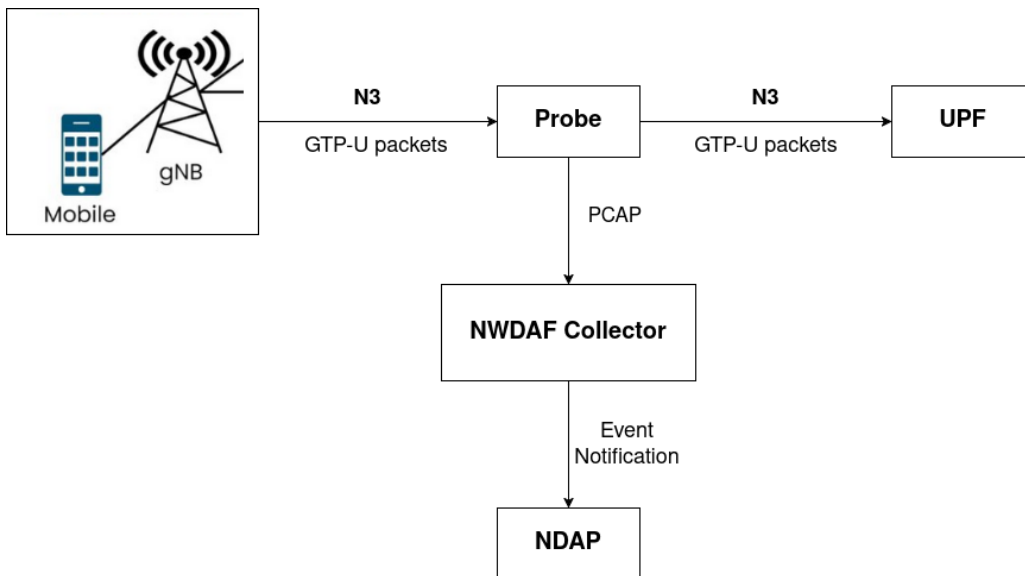 N3
N3
Probe
UPF
GTP-U packets
GTP-U packets
gNB
Mobile
PCAP
NWDAF Collector
Event
Notification
NDAP